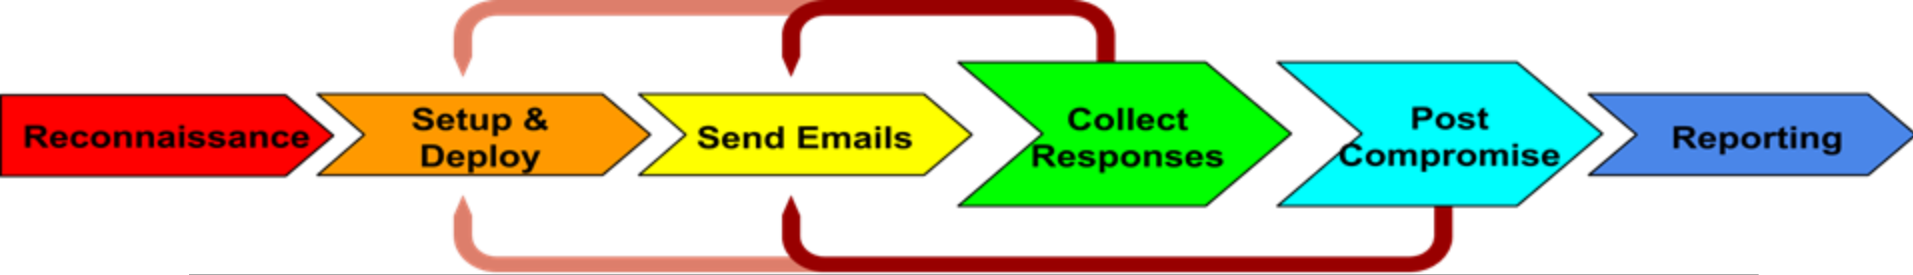 Reconnaissance
Setup &
Deploy
Send Emails
Collect
Responses
Post
Compromise
Reporting